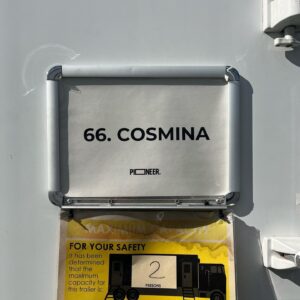 66. COSMINA
PIONEER.
MAXIMUM
FOR YOUR SAFETY
it has been
determined that
the maximum
capacity for
this trailer is
2
PERSONS